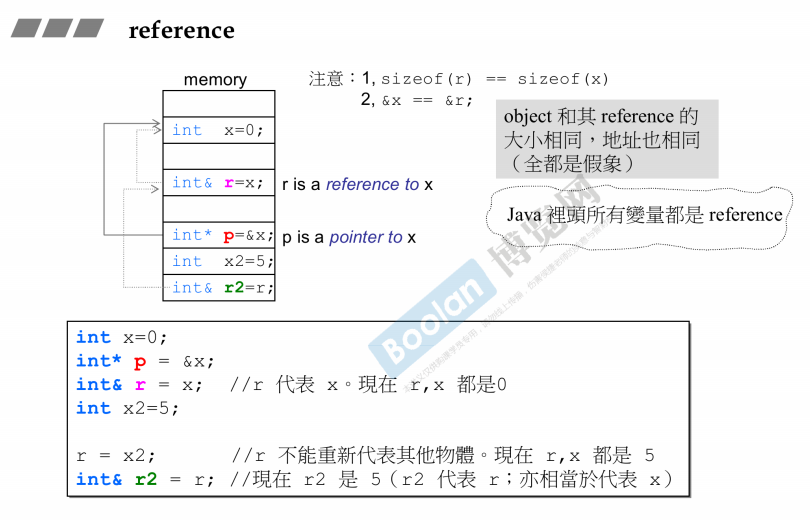 reference
memory
注意：1, sizeof(r) == sizeof(x)
2, &x == &r;
int x=0;
int& r=x;
r is a reference to x
int* p=&x;
p is a pointer to x
int x2=5;
int& r2=r;
object 和其 reference 的
大小相同，地址也相同
（全都是假象）
Java 裡頭所有變量都是 reference
Boolan 博览网
int x=0;
int* p = &x;
int& r = x; //r 代表 x。現在 r,x 都是0
int x2=5;
r = x2; //r 不能重新代表其他物體。現在 r,x 都是 5
int& r2 = r; //現在 r2 是 5（r2 代表 r；亦相當於代表 x）